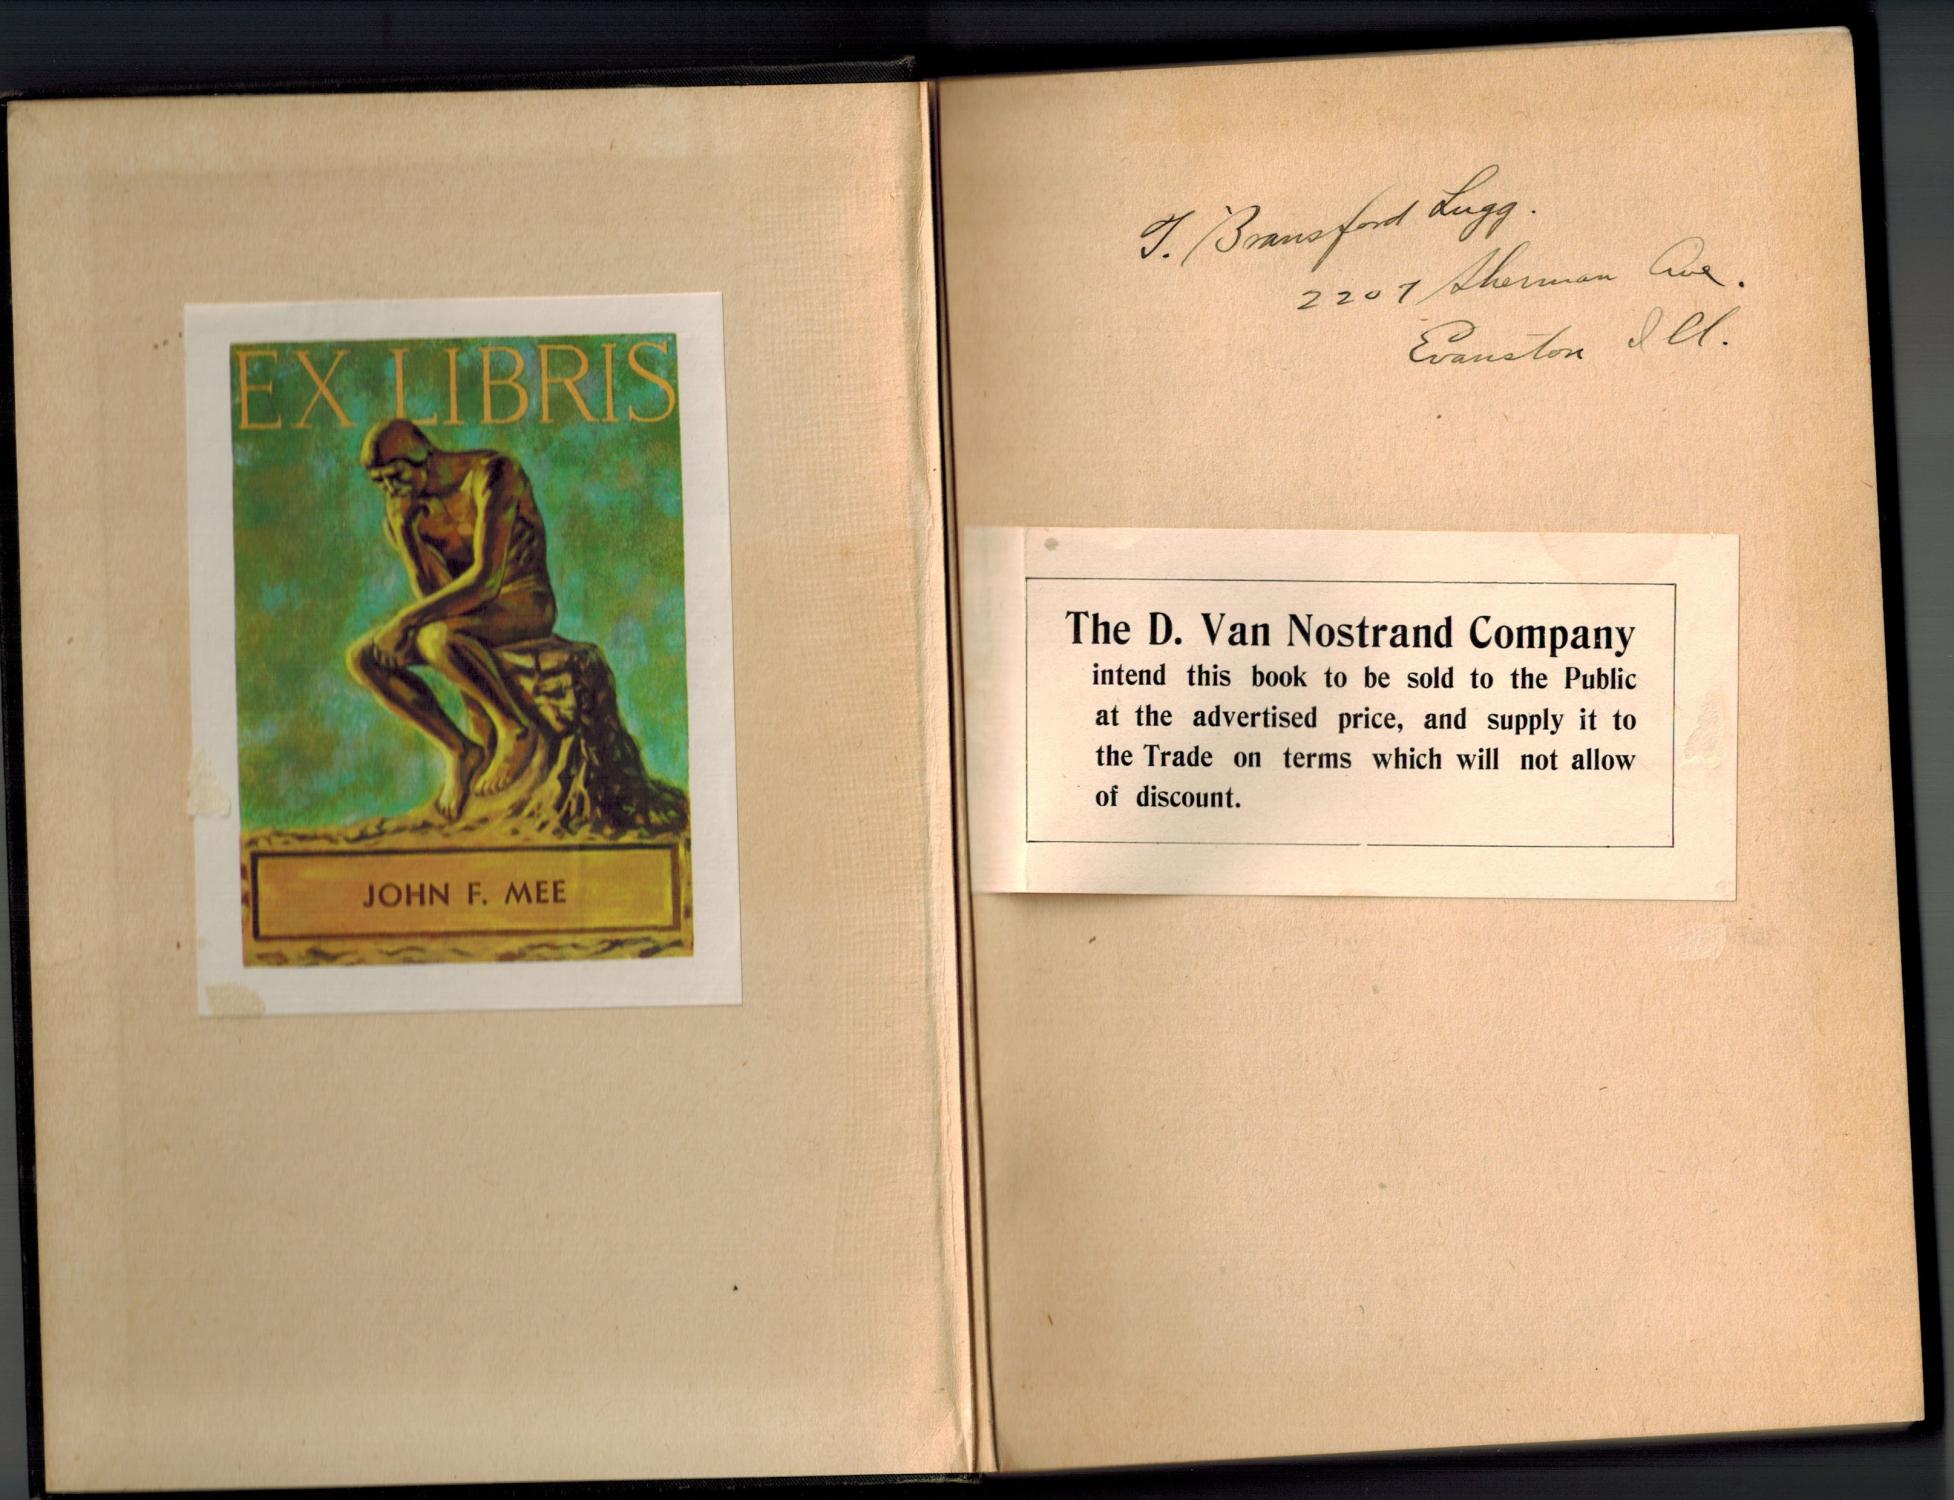 EX LIBRIS
JOHN F. MEE
T. Bransford Lugg.
2207 Sherman Ave.
Evanston Ill.
The D. Van Nostrand Company
intend this book to be sold to the Public
at the advertised price, and supply it to
the Trade on terms which will not allow
of discount.